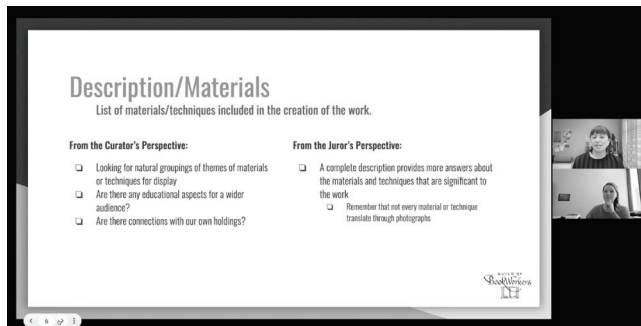 Description/Materials
List of materials/techniques included in the creation of the work.
From the Curator's Perspective:
❏ Looking for natural groupings of themes of materials
or techniques for display
❏ Are there any educational aspects for a wider
audience?
❏ Are there connections with our own holdings?
From the Juror's Perspective:
❏ A complete description provides more answers about
the materials and techniques that are significant to
the work
❏ Remember that not every material or technique
translate through photographs
GUILD OF
BookWorkers
6